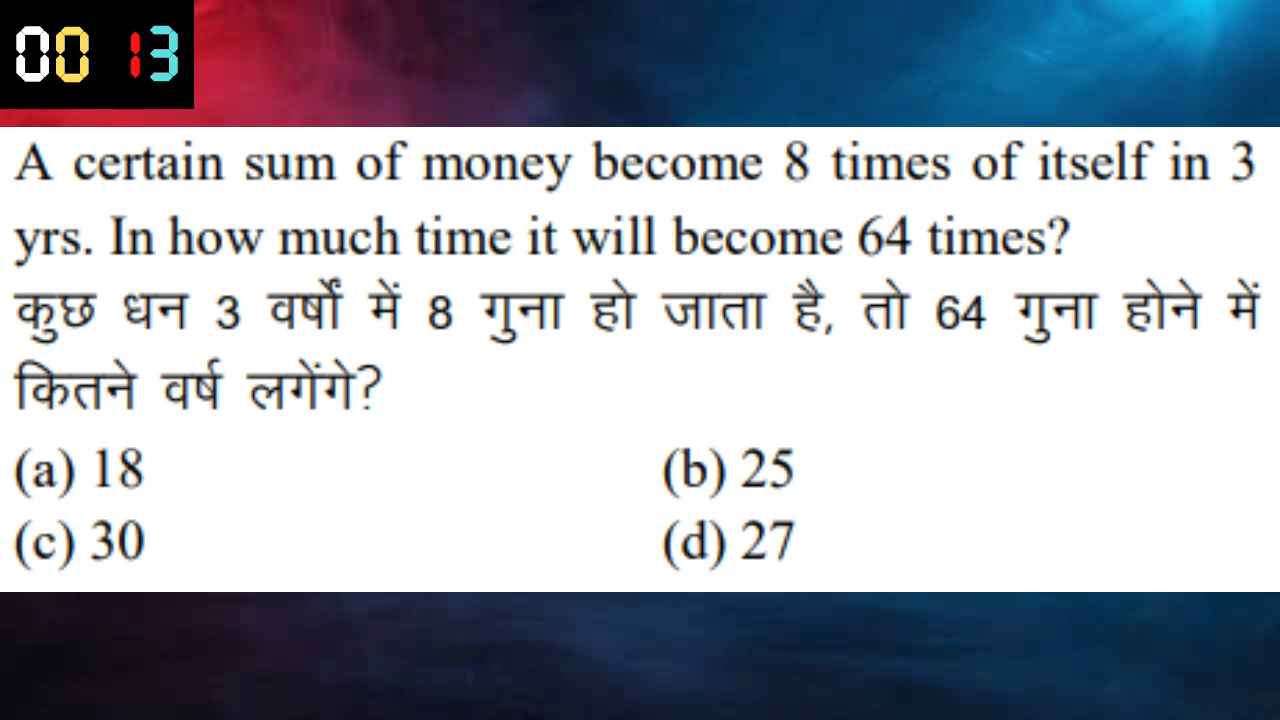 00 13
A certain sum of money become 8 times of itself in 3
yrs. In how much time it will become 64 times?
कुछ धन 3 वर्षों में 8 गुना हो जाता है, तो 64 गुना होने में
कितने वर्ष लगेंगे?
(a) 18 (b) 25
(c) 30 (d) 27